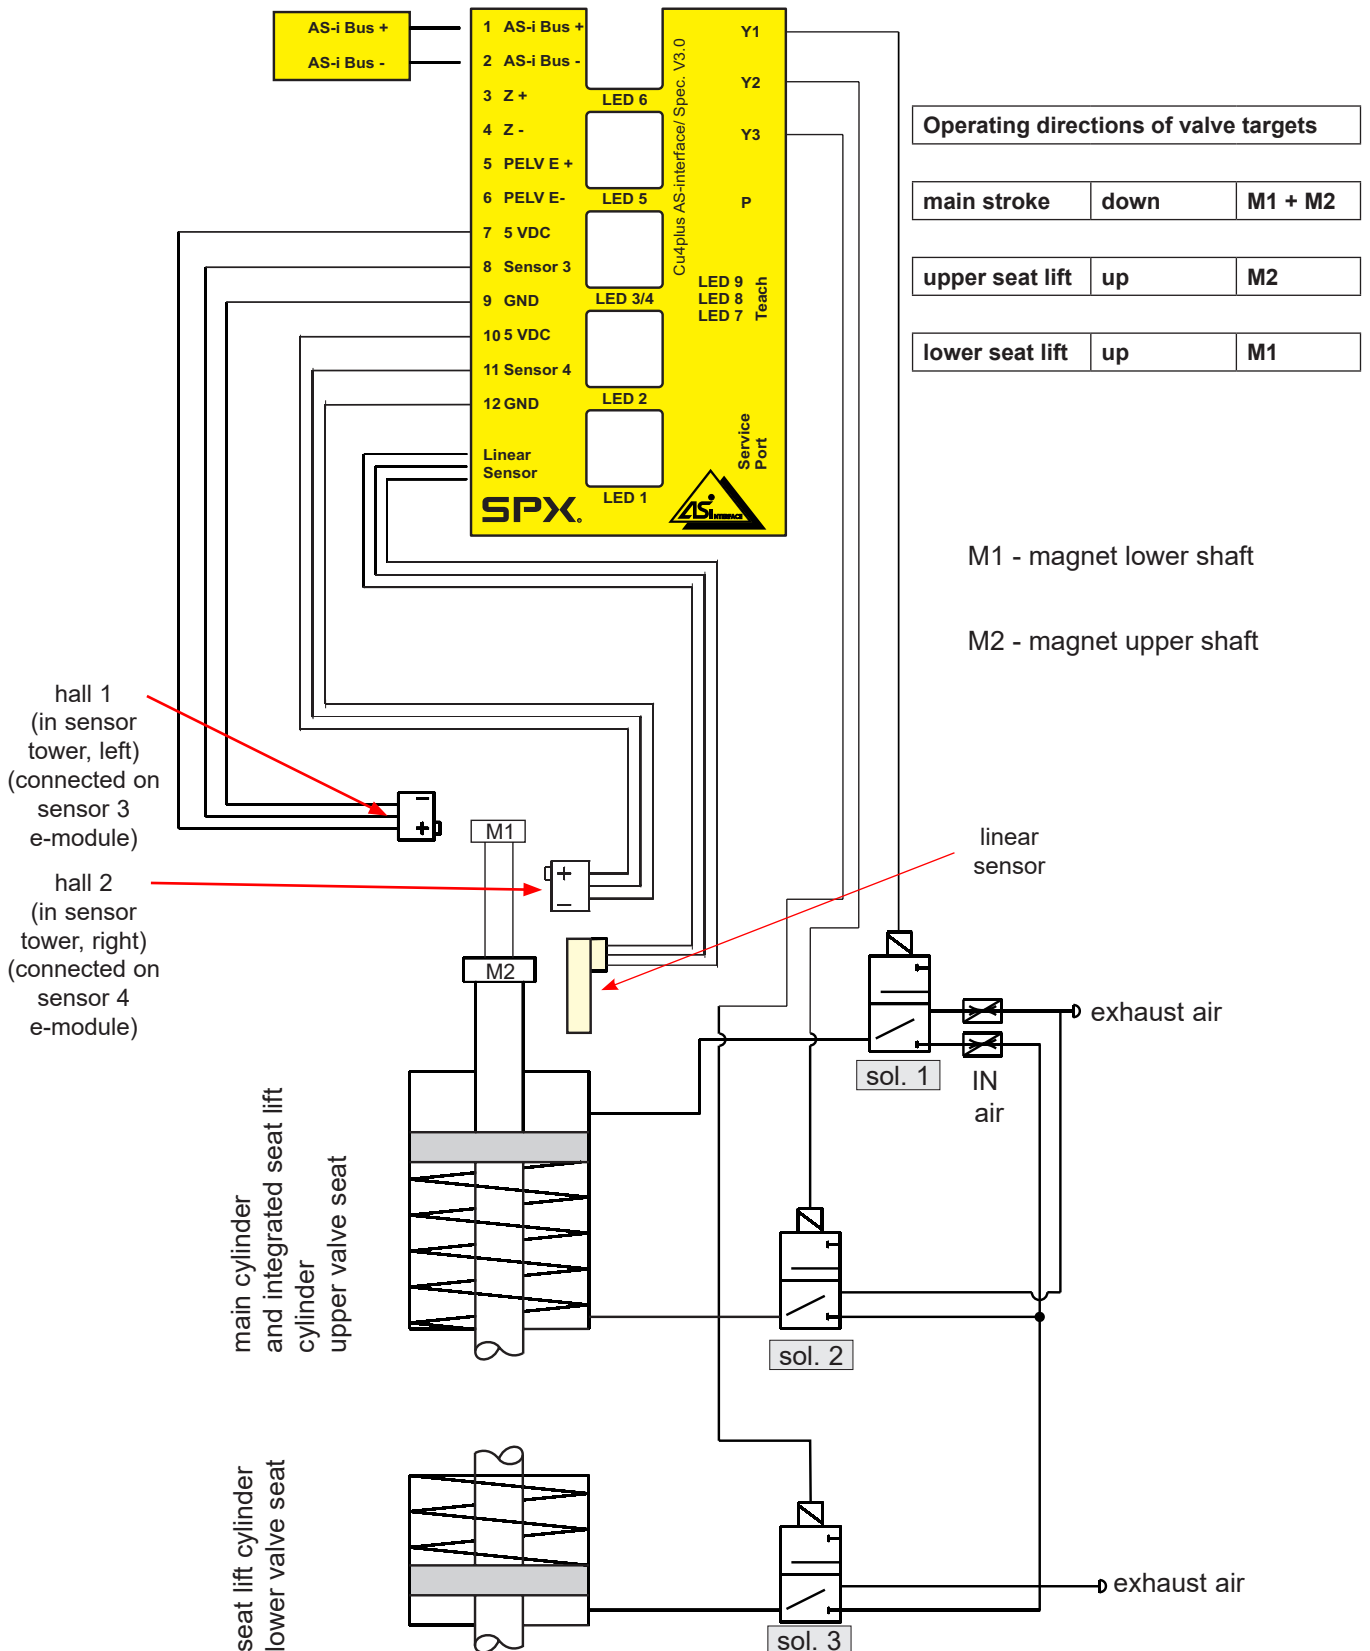 AS-i Bus +
AS-i Bus -
1 AS-i Bus +
2 AS-i Bus -
3 Z +
4 Z -
5 PELV E +
6 PELV E-
7 5 VDC
8 Sensor 3
9 GND
10 5 VDC
11 Sensor 4
12 GND
Linear
Sensor
SPX®
LED 6
LED 5
LED 3/4
LED 2
LED 1
Cu4plus AS-interface/ Spec. V3.0
Y1
Y2
Y3
P
LED 9
LED 8
LED 7
Teach
Service
Port
ASi INTERFACE
Operating directions of valve targets
main stroke down M1 + M2
upper seat lift up M2
lower seat lift up M1
M1 - magnet lower shaft
M2 - magnet upper shaft
hall 1
(in sensor
tower, left)
(connected on
sensor 3
e-module)
hall 2
(in sensor
tower, right)
(connected on
sensor 4
e-module)
- 
+
M1
+
-
M2
linear
sensor
exhaust air
sol. 1
IN
air
main cylinder
and integrated seat lift
cylinder
upper valve seat
sol. 2
seat lift cylinder
lower valve seat
exhaust air
sol. 3